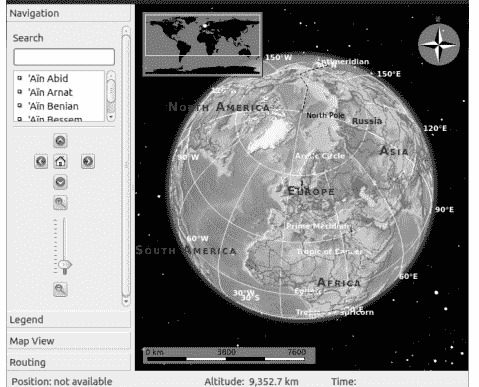 Navigation
Search
'Aïn Abid
'Aïn Arnat
'Aïn Benian
'Aïn Bessem
Legend
Map View
Routing
150°W
Antimeridian
150°E
NORTH AMERICA
North Pole
Russia
120°E
90°W
Arctic Circle
ASIA
EUROPE
90°E
Prime Meridian
60°W
SOUTH AMERICA
Tropic of Cancer
60°E
AFRICA
30°W
30°S
Tropic of Capricorn
0 km
3800
7600
Position: not available
Altitude: 9,352.7 km
Time: